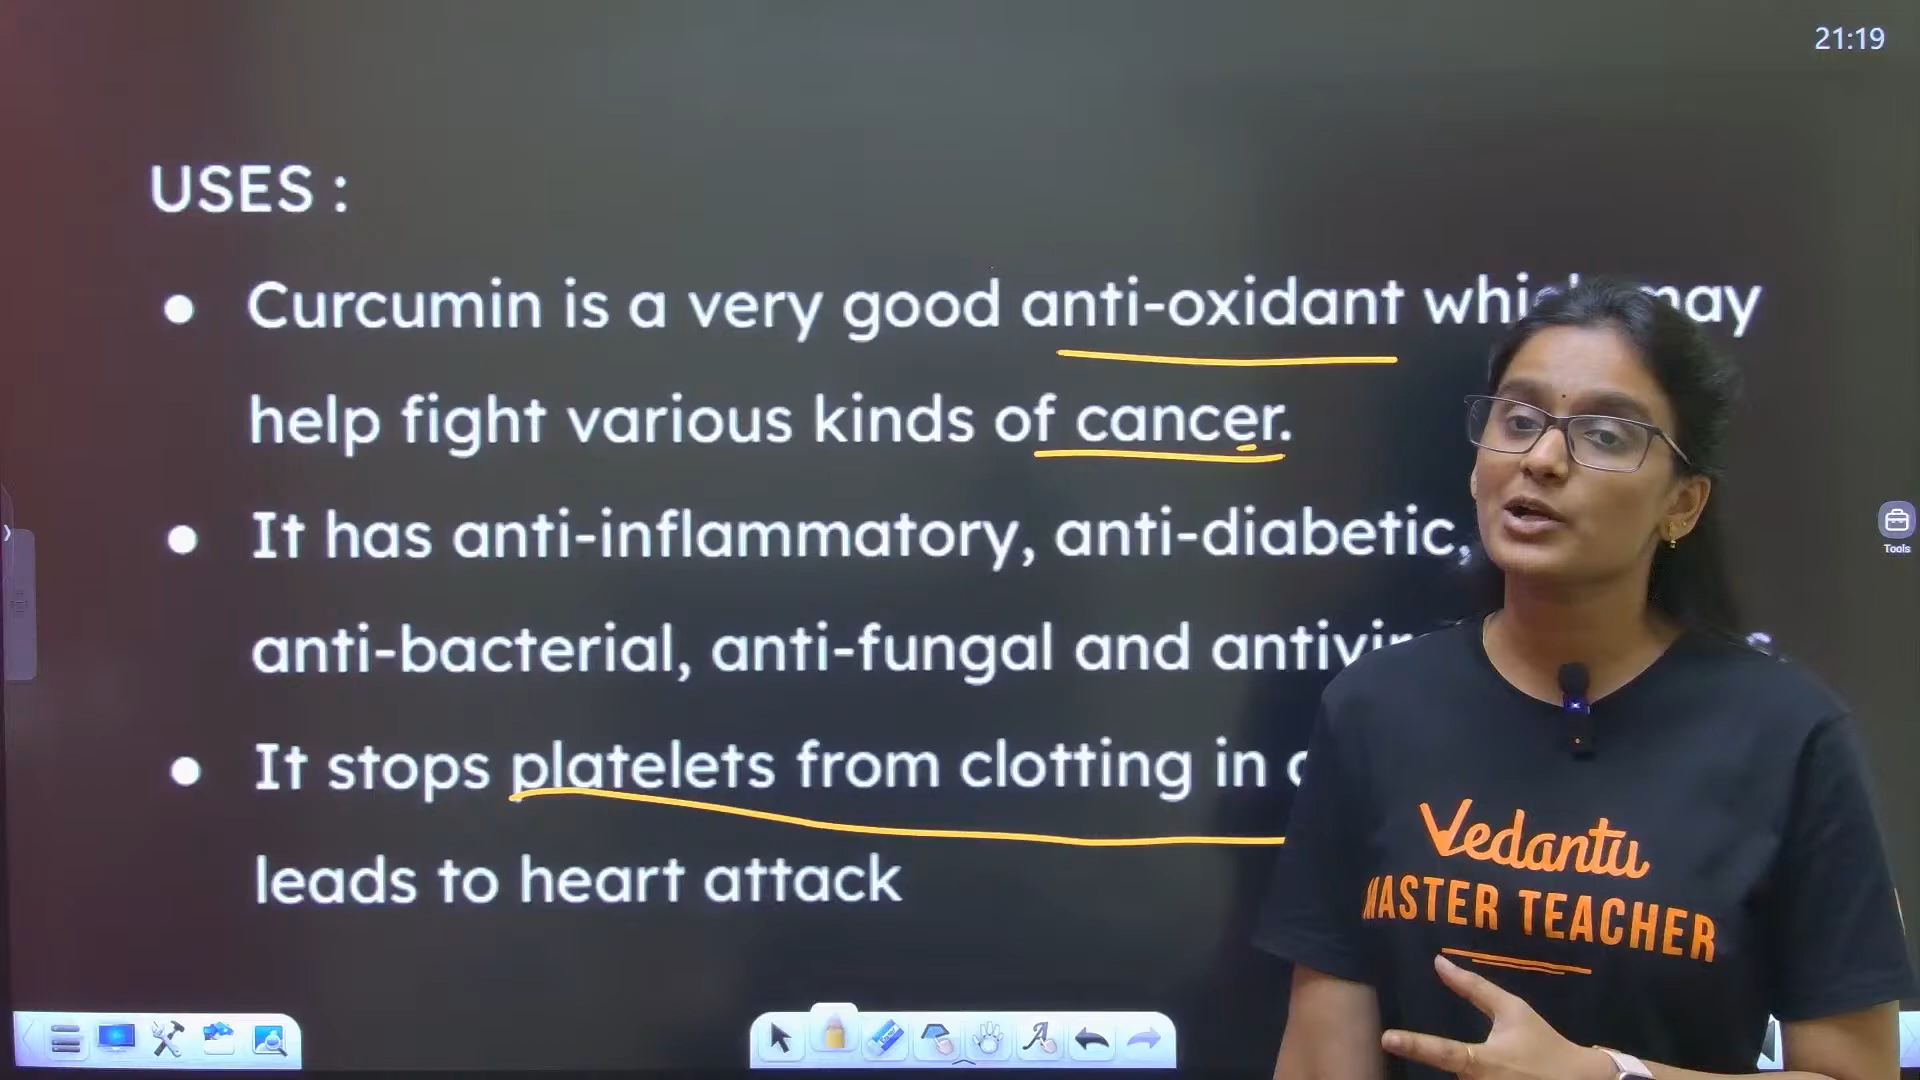 21:19
USES :
● Curcumin is a very good anti-oxidant may
help fight various kinds of cancer.
● It has anti-inflammatory, anti-diabetic,
anti-bacterial, anti-fungal and
● It stops platelets from clotting in
leads to heart attack
Tools
Vedantu
MASTER TEACHER